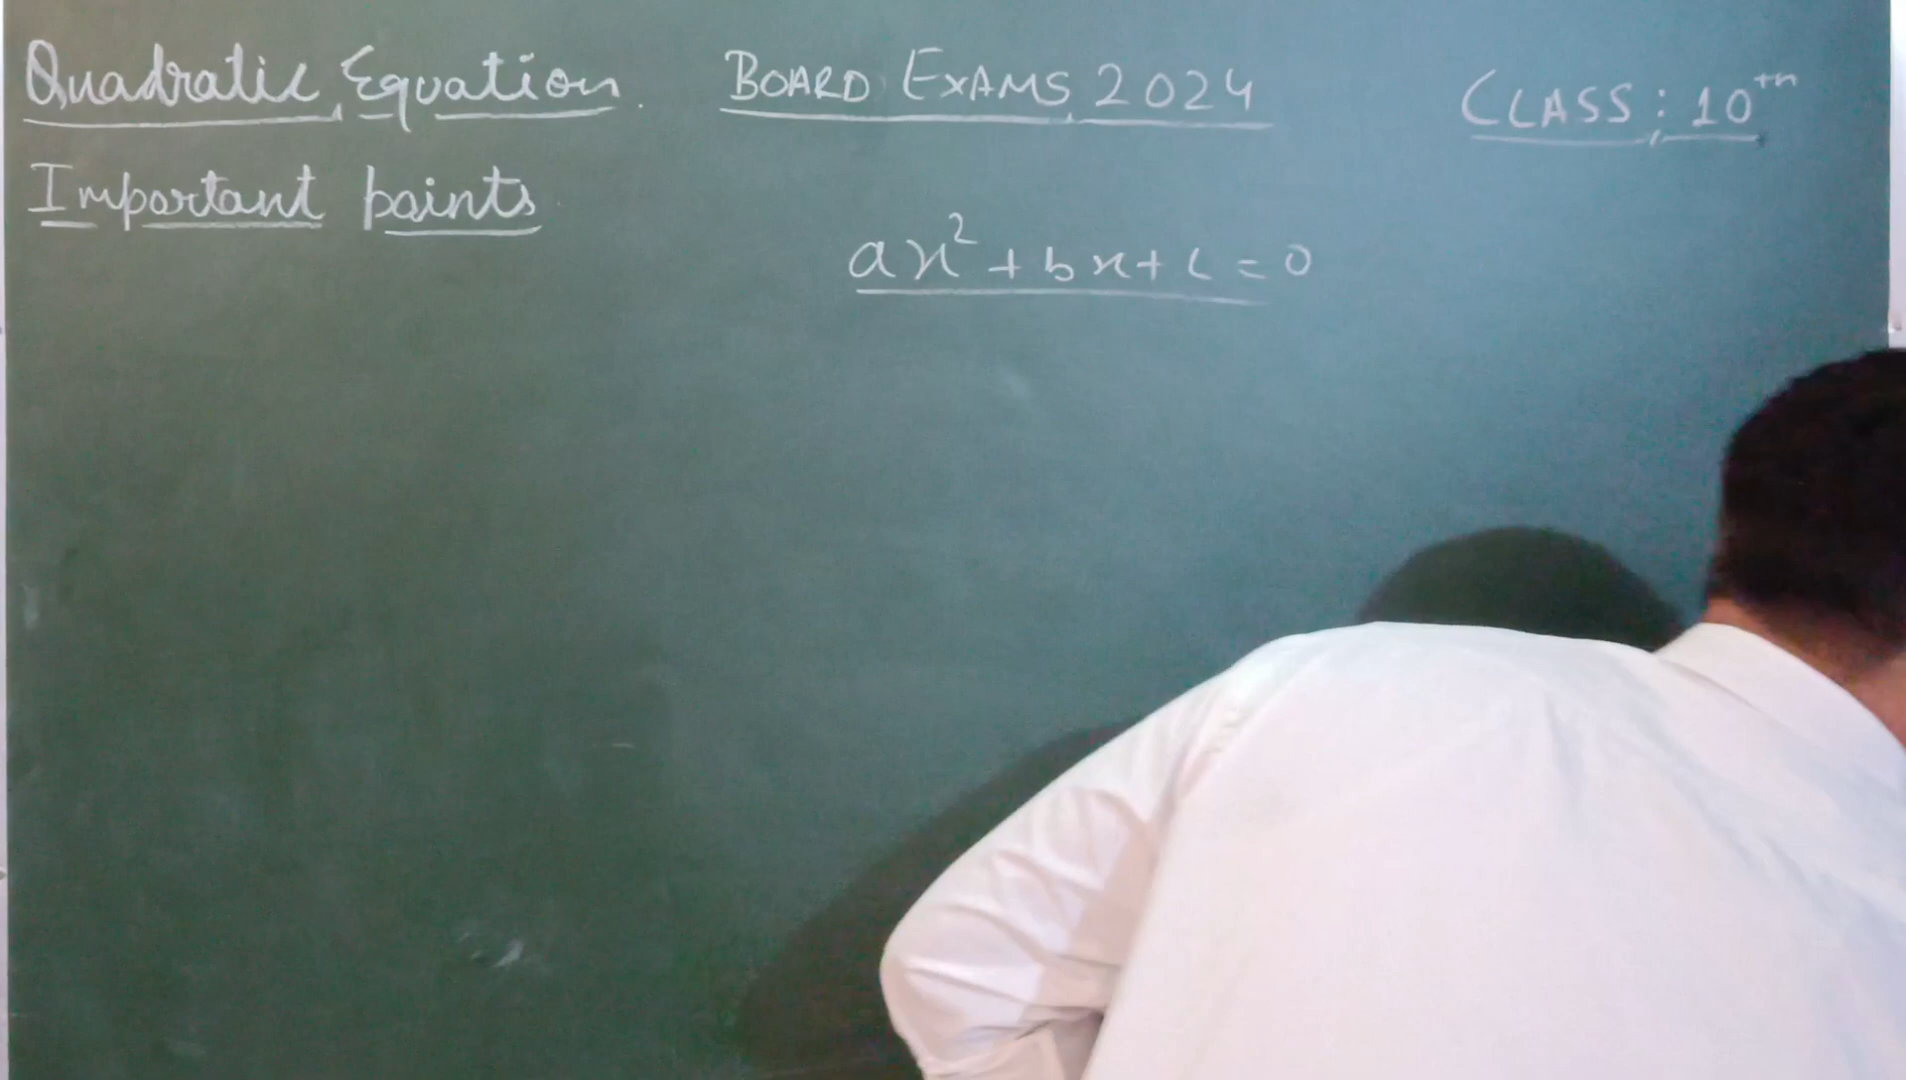 Quadratic Equation. BOARD EXAMS 2024 CLASS: 10th
Important points
ax²+bx+c=0